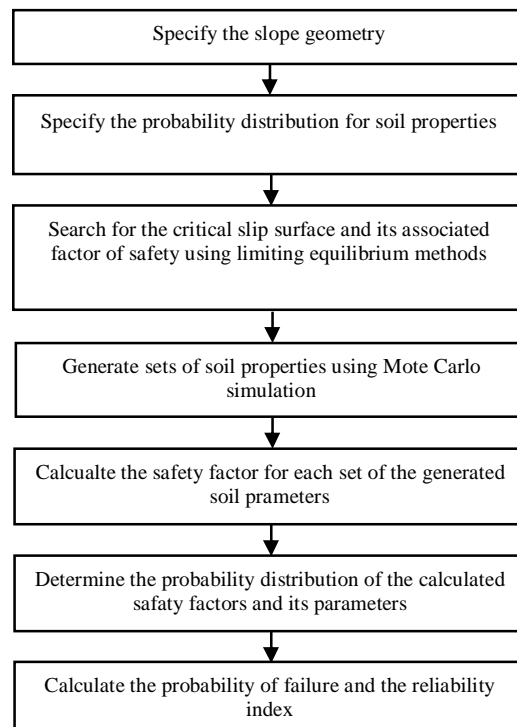 Specify the slope geometry
Specify the probability distribution for soil properties
Search for the critical slip surface and its associated
factor of safety using limiting equilibrium methods
Generate sets of soil properties using Mote Carlo
simulation
Calcualte the safety factor for each set of the generated
soil prameters
Determine the probability distribution of the calculated
safaty factors and its parameters
Calculate the probability of failure and the reliability
index